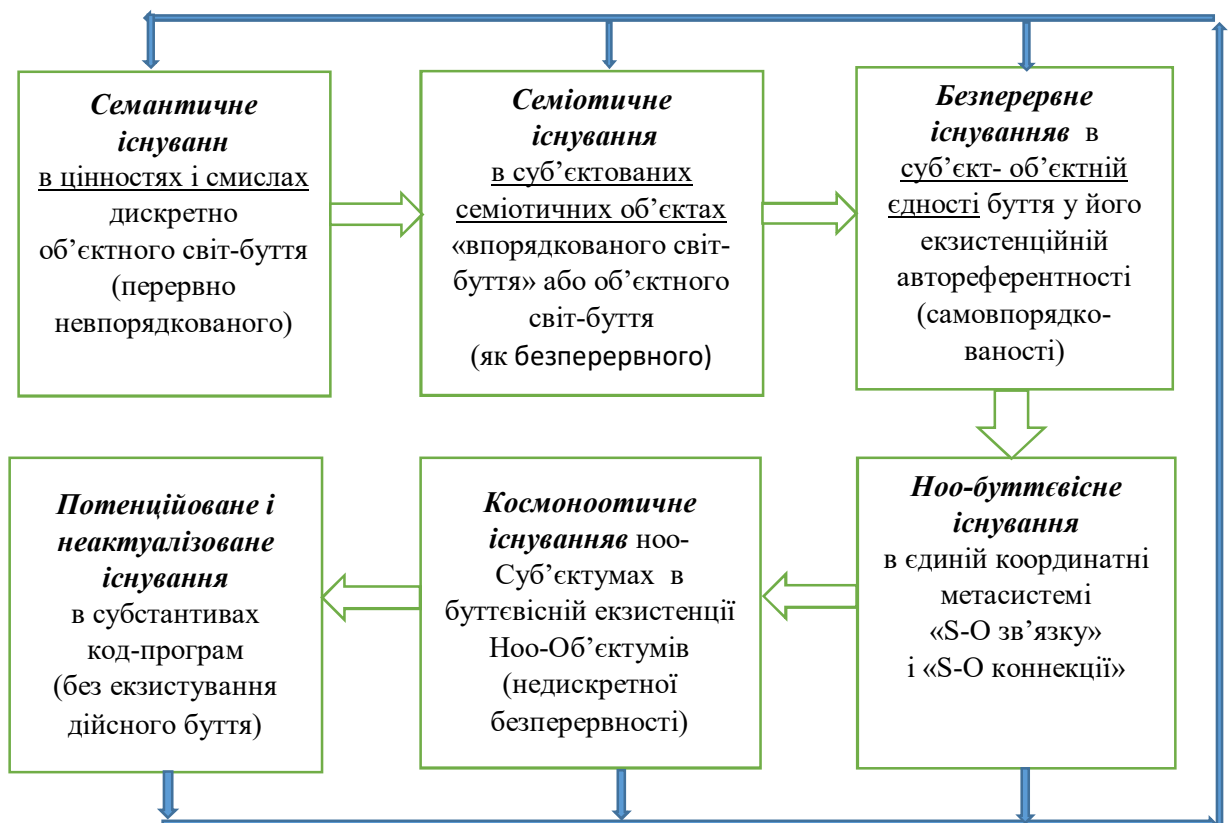 Семантичне
існуванн
в цінностях і смислах
дискретно
об’єктного світ-буття
(перервно
невпорядкованого)
Семіотичне
існування
в суб’єктованих
семіотичних об’єктах
«впорядкованого світ-
буття» або об’єктного
світ-буття
(як безперервного)
Безперервне
існуванняв в
суб’єкт- об’єктній
єдності буття у його
екзистенційній
автореферентності
(самовпорядко-
ваності)
Потенційоване і
неактуалізоване
існування
в субстантивах
код-програм
(без екзистування
дійсного буття)
Космоноотичне
існуванняв ноо-
Суб’єктумах в
буттєвісній екзистенції
Ноо-Об’єктумів
(недискретної
безперервності)
Ноо-буттєвісне
існування
в єдиній координатні
метасистемі
«S-O зв’язку»
і «S-O коннекції»